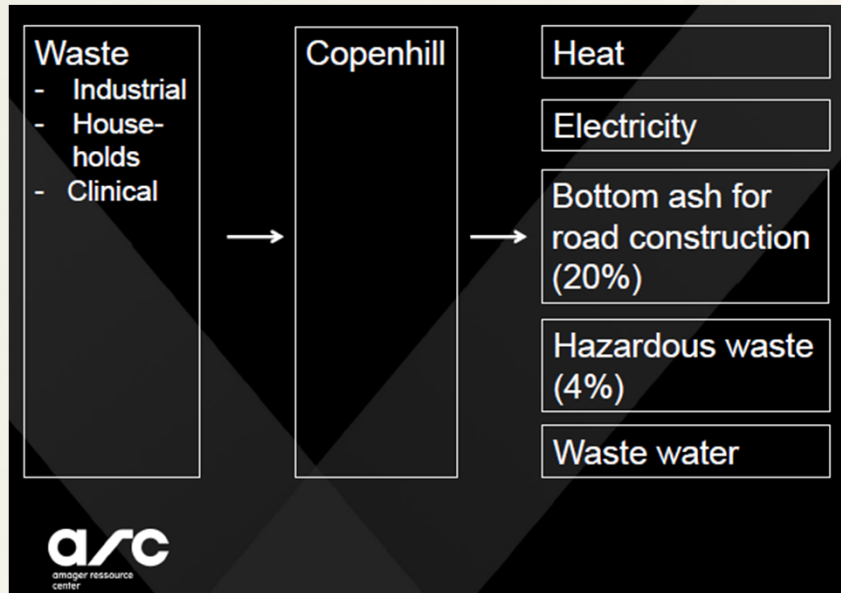 Waste
- Industrial
- House-
holds
- Clinical
Copenhill
Heat
Electricity
Bottom ash for
road construction
(20%)
Hazardous waste
(4%)
Waste water
arc
amager ressource
center